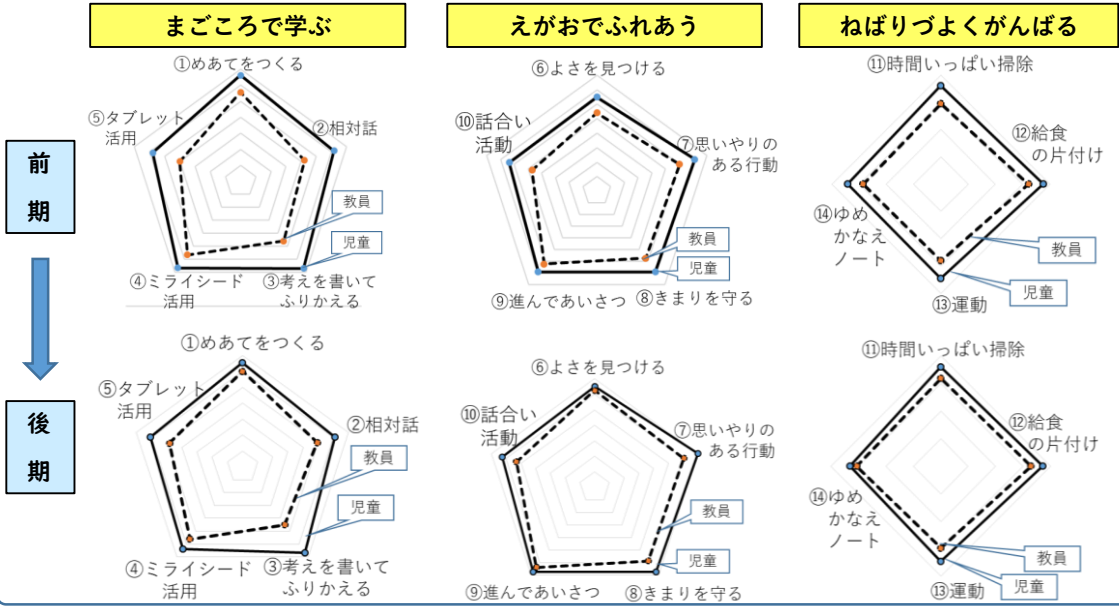 まごころで学ぶ
えがおでふれあう
ねばりづよくがんばる
前
期
①めあてをつくる
②相対話
③考えを書いて
ふりかえる
④ミライシード
活用
⑤タブレット
活用
教員
児童
⑥よさを見つける
⑦思いやりの
ある行動
⑧きまりを守る
⑨進んであいさつ
⑩話合い
活動
教員
児童
⑪時間いっぱい掃除
⑫給食
の片付け
⑬運動
⑭ゆめ
かなえ
ノート
教員
児童
後
期
①めあてをつくる
②相対話
③考えを書いて
ふりかえる
④ミライシード
活用
⑤タブレット
活用
教員
児童
⑥よさを見つける
⑦思いやりの
ある行動
⑧きまりを守る
⑨進んであいさつ
⑩話合い
活動
教員
児童
⑪時間いっぱい掃除
⑫給食
の片付け
⑬運動
⑭ゆめ
かなえ
ノート
教員
児童